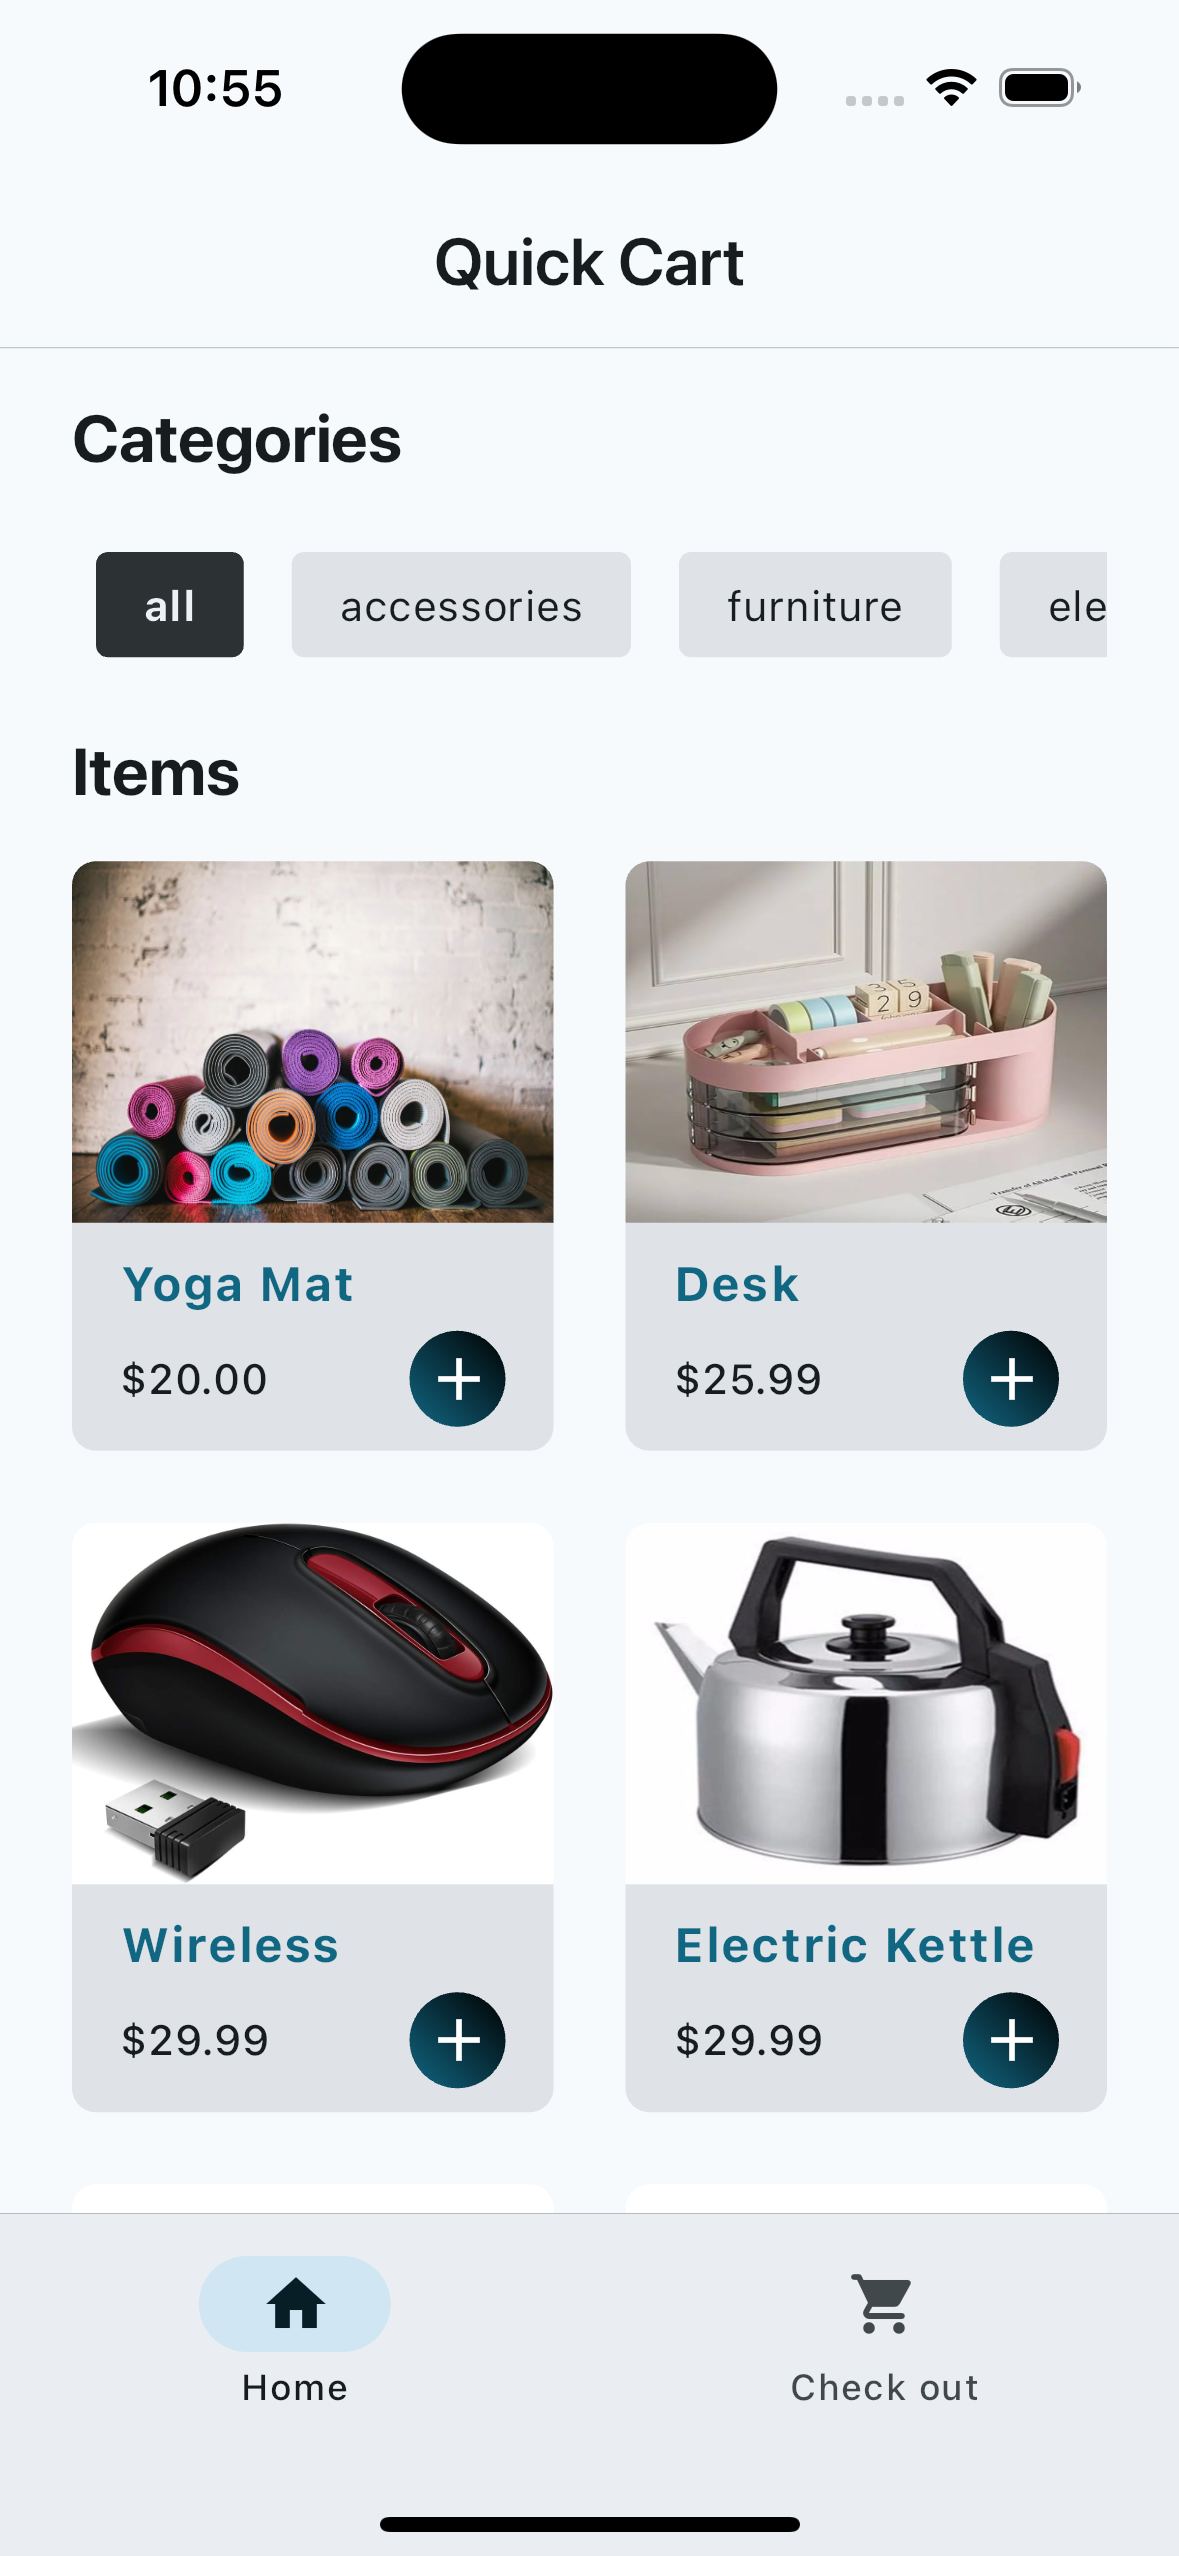 10:55
Quick Cart
Categories
all accessories furniture ele
Items
Yoga Mat
$20.00
Desk
$25.99
Wireless
$29.99
Electric Kettle
$29.99
Home
Check out